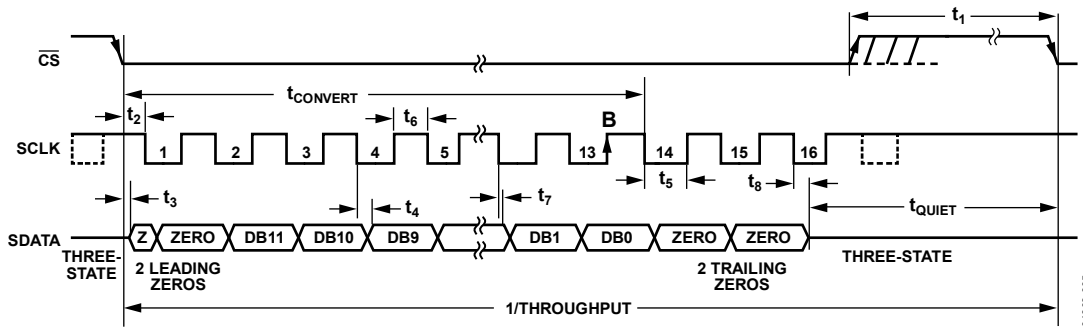 t1
CS
tCONVERT
t2
t6
B
SCLK
1 2 3 4 5 13 14 15 16
t3
t4
t7
t5
t8
tQUIET
SDATA
Z ZERO DB11 DB10 DB9 DB1 DB0 ZERO ZERO
THREE-
STATE
2 LEADING
ZEROS
2 TRAILING
ZEROS
THREE-STATE
1/THROUGHPUT